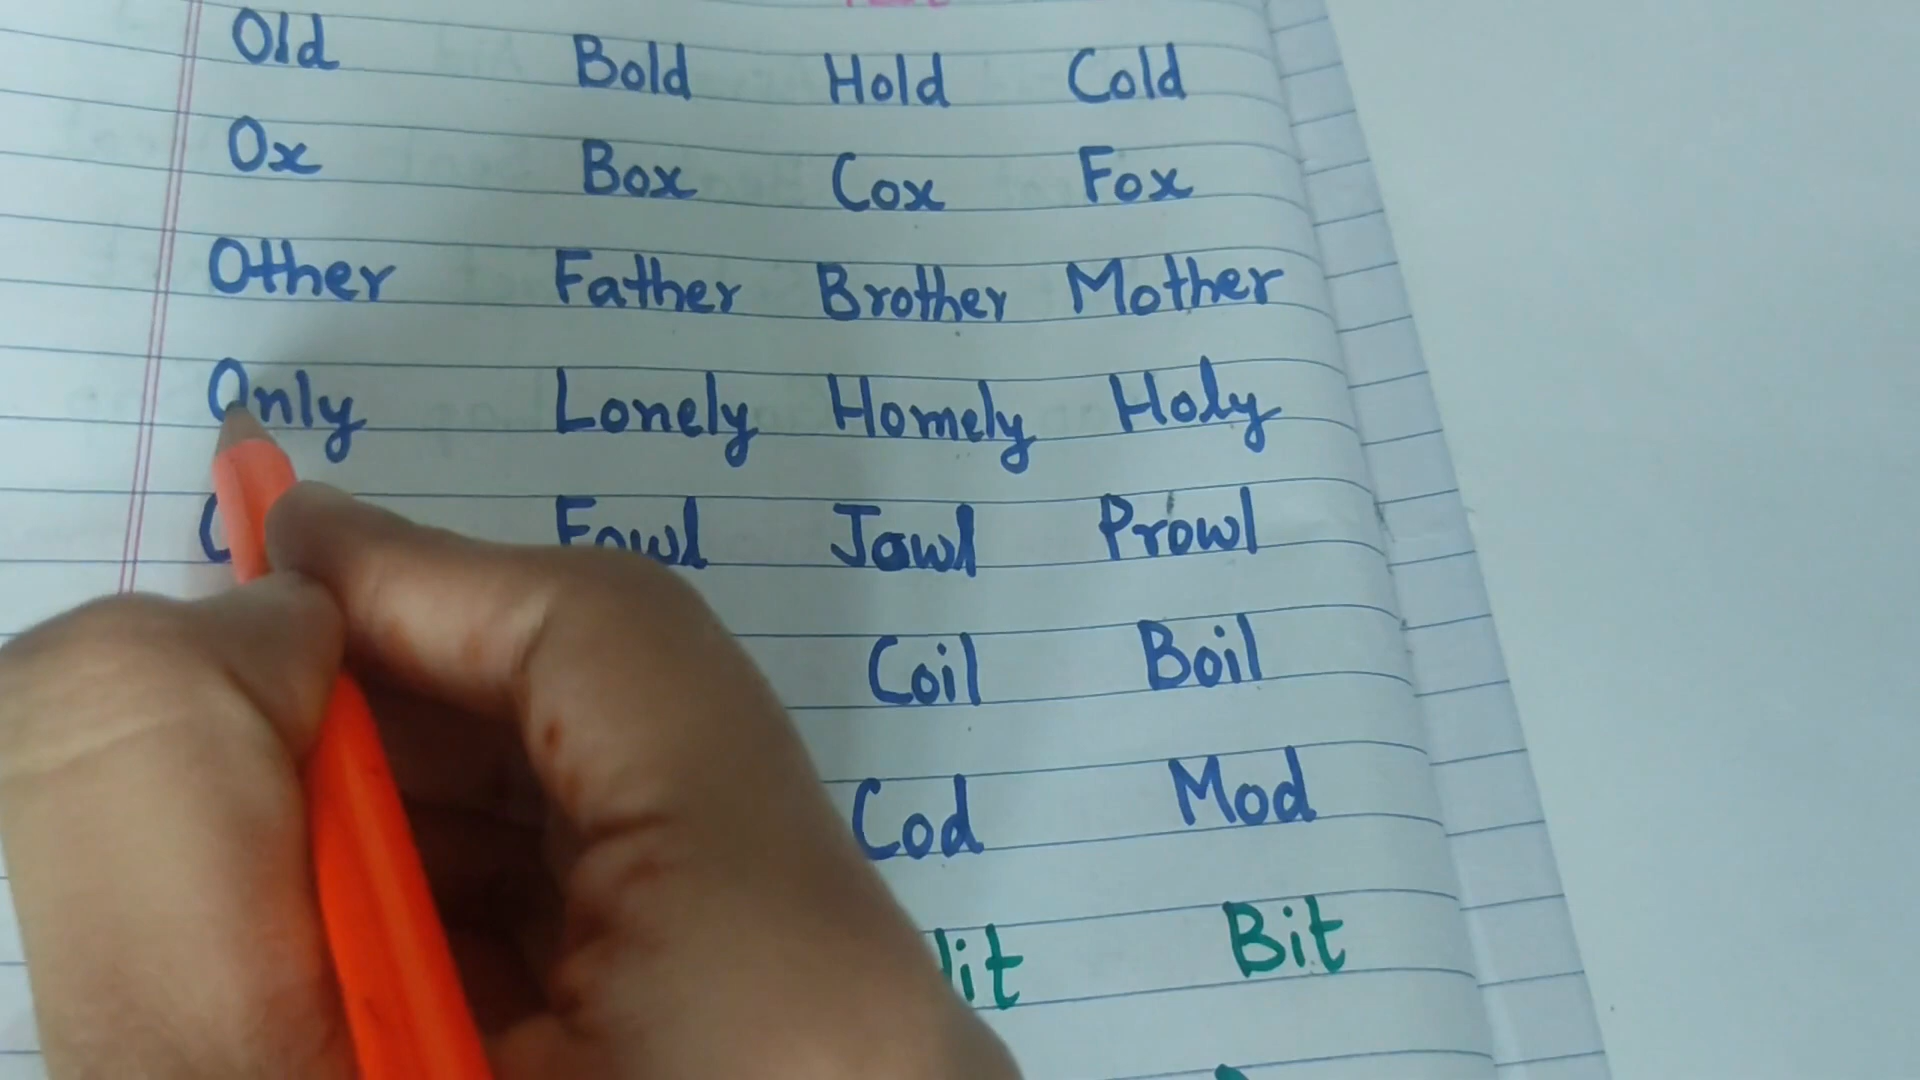 Old Bold Hold Cold
Ox Box Cox Fox
Other Father Brother Mother
Only Lonely Homely Holy
Fowl Jowl Prowl
Coil Boil
Cod Mod
Bit